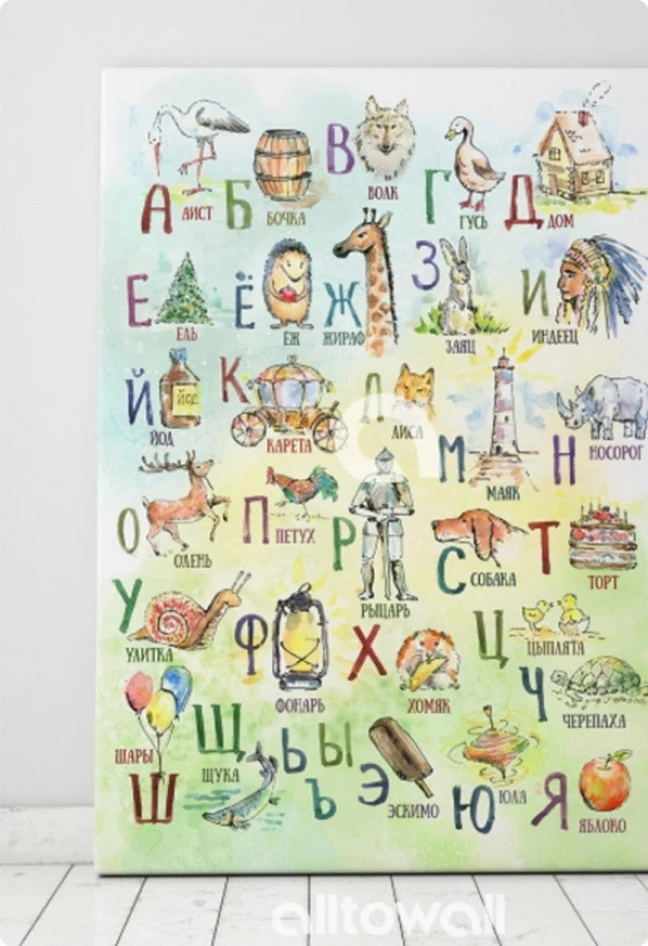 А АИСТ
Б БОЧКА
В ВОЛК
Г ГУСЬ
Д ДОМ
Е ЕЛЬ
Ё ЕЖ
Ж ЖИРАФ
З ЗАЯЦ
И ИНДЕЕЦ
Й ЙОД
ЙОД
К КАРЕТА
Л ЛИСА
М МАЯК
Н НОСОРОГ
О ОЛЕНЬ
П ПЕТУХ
Р РЫЦАРЬ
С СОБАКА
Т ТОРТ
У УЛИТКА
Ф ФОНАРЬ
Х ХОМЯК
Ц ЦЫПЛЯТА
Ч ЧЕРЕПАХА
ШАРЫ Ш
Щ ЩУКА
Ь Ы
Ъ
Э ЭСКИМО
Ю ЮЛА
Я ЯБЛОКО
a
alltowall